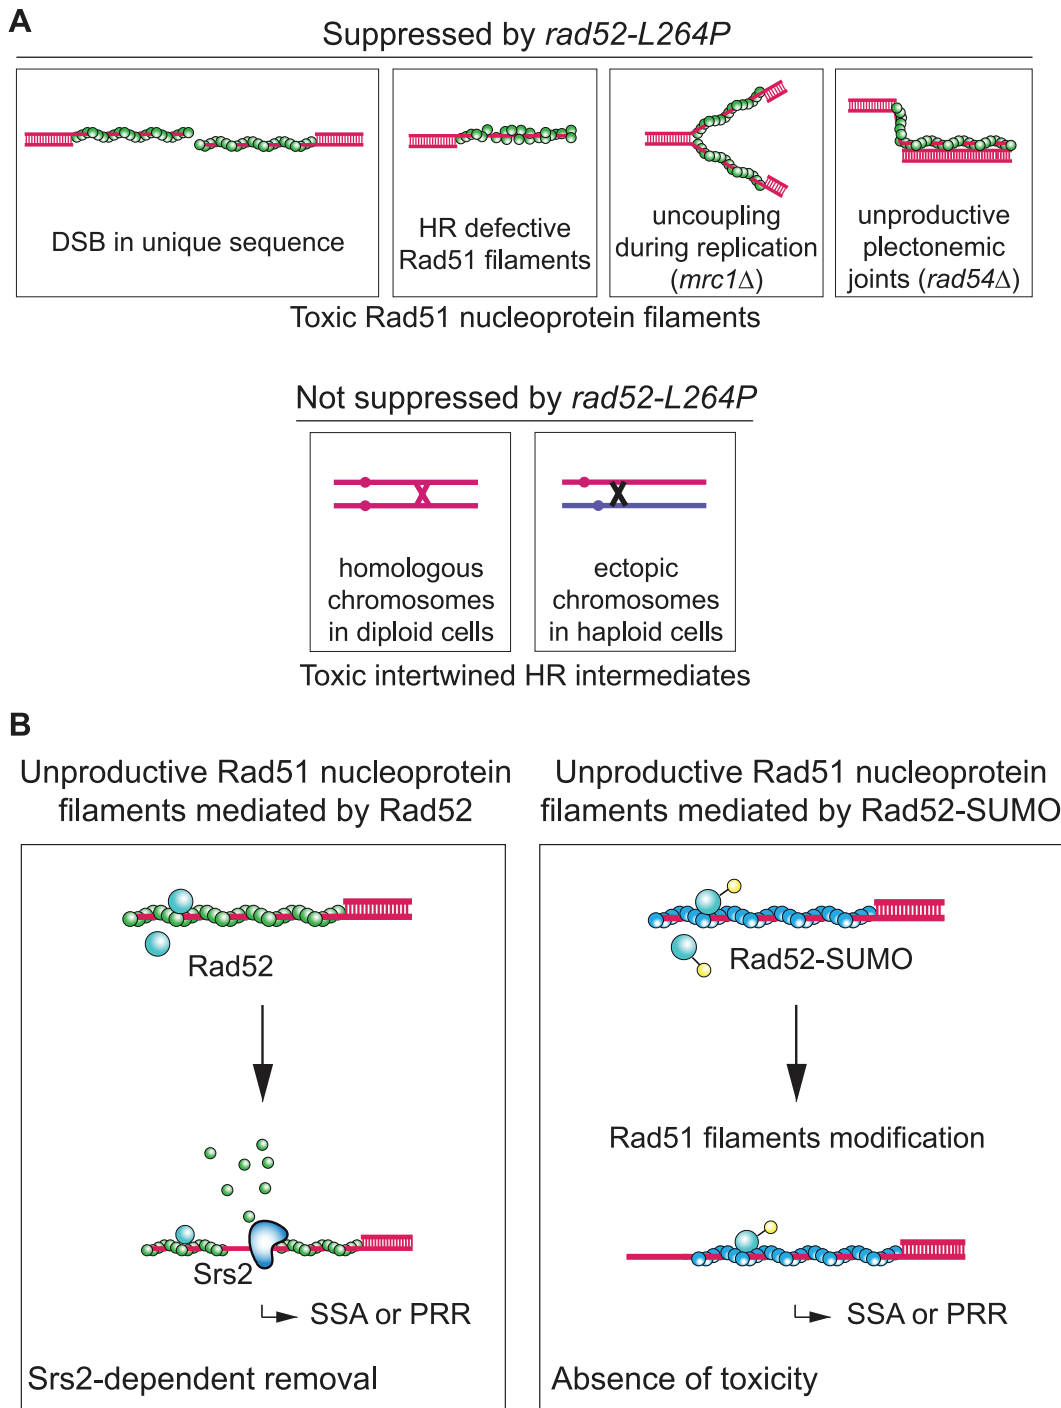 A
Suppressed by rad52-L264P
DSB in unique sequence
HR defective
Rad51 filaments
uncoupling
during replication
(mrc1Δ)
unproductive
plectonemic
joints (rad54Δ)
Toxic Rad51 nucleoprotein filaments
Not suppressed by rad52-L264P
homologous
chromosomes
in diploid cells
ectopic
chromosomes
in haploid cells
Toxic intertwined HR intermediates
B
Unproductive Rad51 nucleoprotein
filaments mediated by Rad52
Rad52
Srs2
SSA or PRR
Srs2-dependent removal
Unproductive Rad51 nucleoprotein
filaments mediated by Rad52-SUMO
Rad52-SUMO
Rad51 filaments modification
SSA or PRR
Absence of toxicity